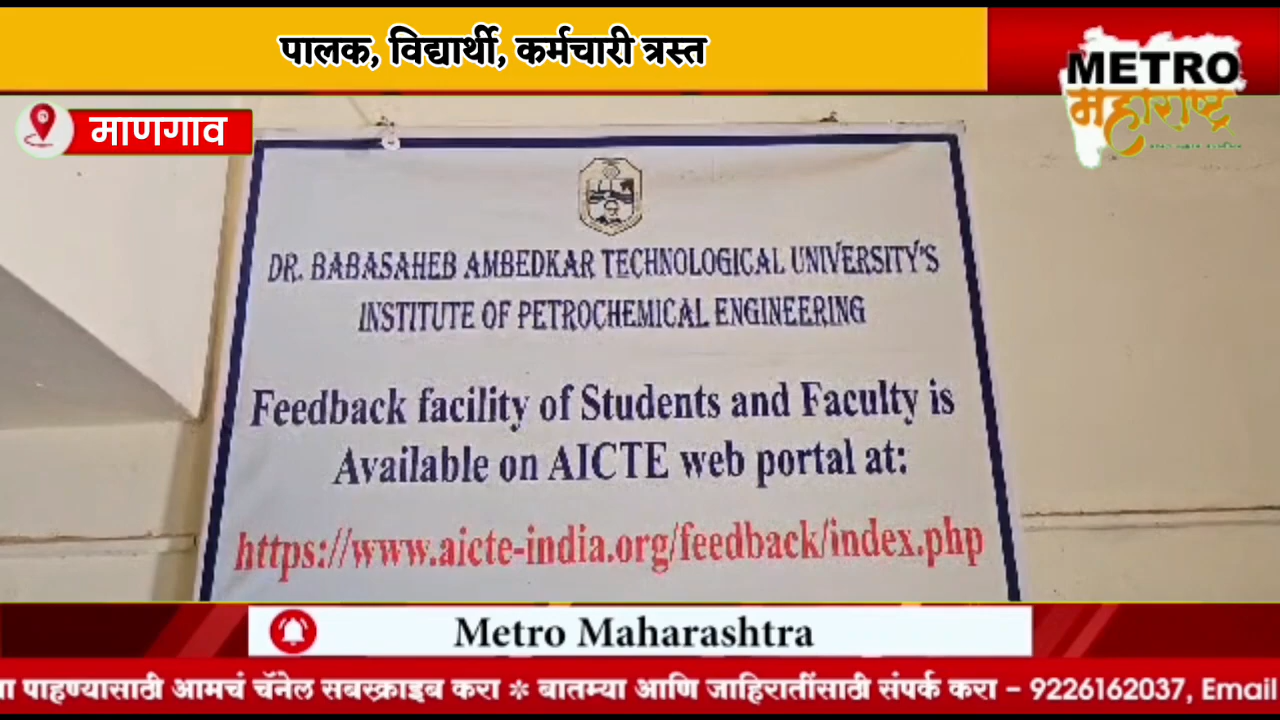 पालक, विद्यार्थी, कर्मचारी त्रस्त
METRO
महाराष्ट्र
माणगाव
DR. BABASAHEB AMBEDKAR TECHNOLOGICAL UNIVERSITY'S
INSTITUTE OF PETROCHEMICAL ENGINEERING
Feedback facility of Students and Faculty is
Available on AICTE web portal at:
https://www.aicte-india.org/feedback/index.php
Metro Maharashtra
पाहण्यासाठी आमचं चॅनेल सबस्क्राइब करा ❇ बातम्या आणि जाहिरातींसाठी संपर्क करा – 9226162037, Email